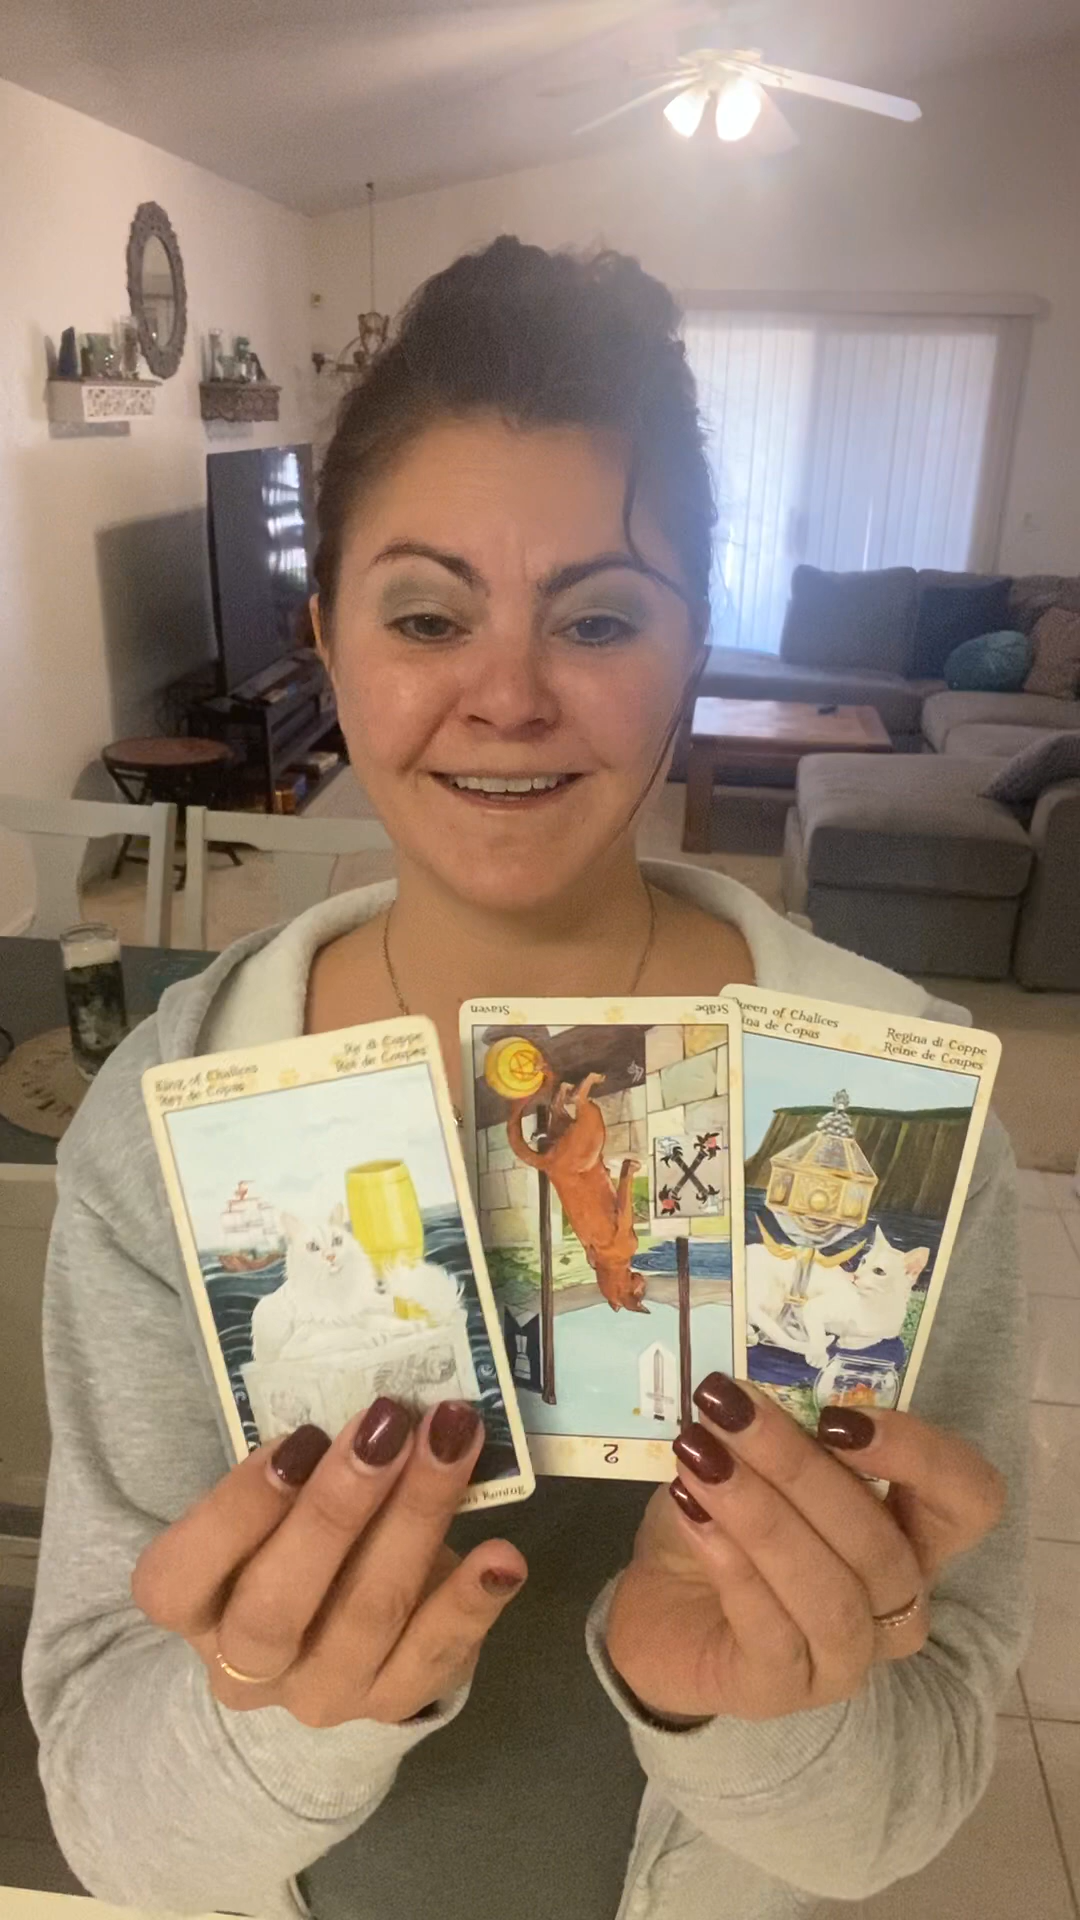 King of Chalices
Rey de Copas
Re di Coppe
Roi de Coupes
Staven
Stäbe
2
Queen of Chalices
ina de Copas
Regina di Coppe
Reine de Coupes